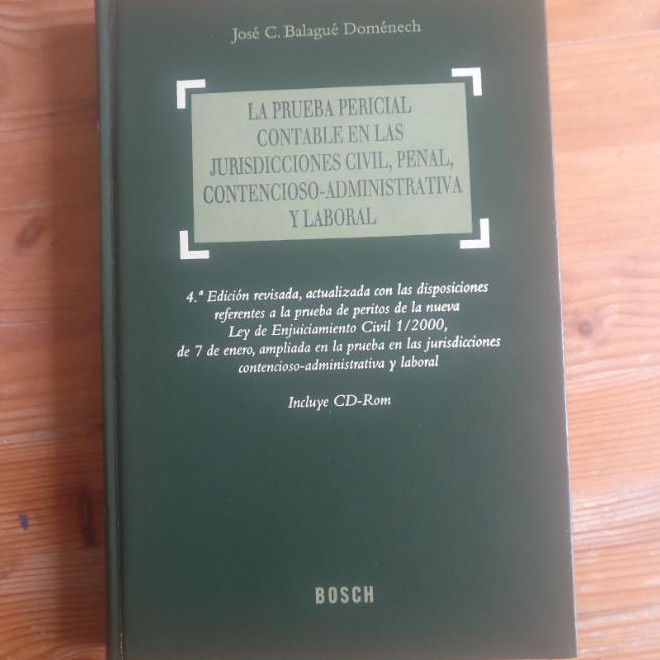 José C. Balagué Doménech
LA PRUEBA PERICIAL
CONTABLE EN LAS
JURISDICCIONES CIVIL, PENAL,
CONTENCIOSO-ADMINISTRATIVA
Y LABORAL
4.ª Edición revisada, actualizada con las disposiciones
referentes a la prueba de peritos de la nueva
Ley de Enjuiciamiento Civil 1/2000,
de 7 de enero, ampliada en la prueba en las jurisdicciones
contencioso-administrativa y laboral
Incluye CD-Rom
BOSCH